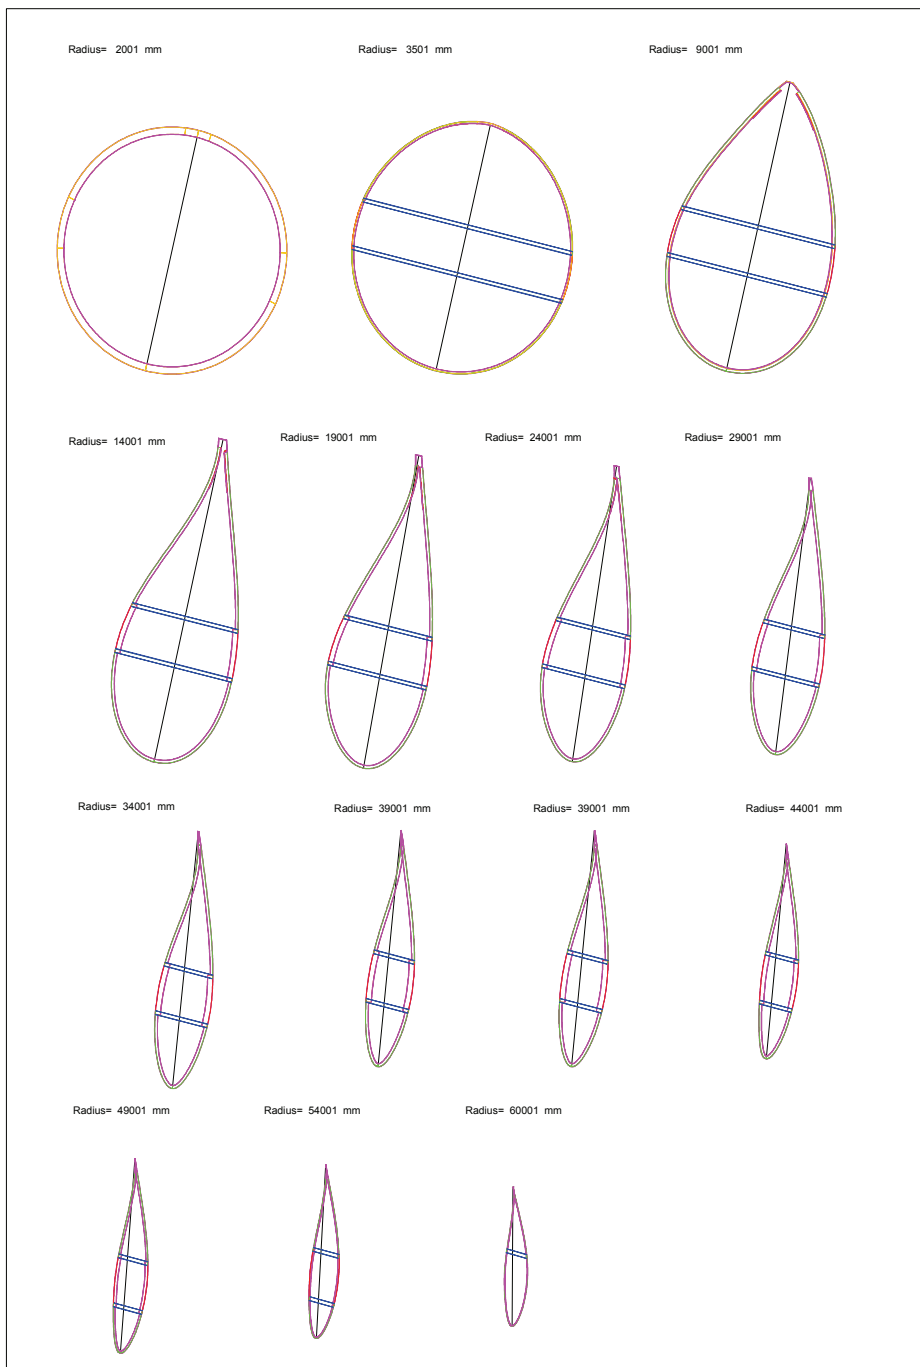 Radius= 2001 mm
Radius= 3501 mm
Radius= 9001 mm
Radius= 14001 mm
Radius= 19001 mm
Radius= 24001 mm
Radius= 29001 mm
Radius= 34001 mm
Radius= 39001 mm
Radius= 39001 mm
Radius= 44001 mm
Radius= 49001 mm
Radius= 54001 mm
Radius= 60001 mm